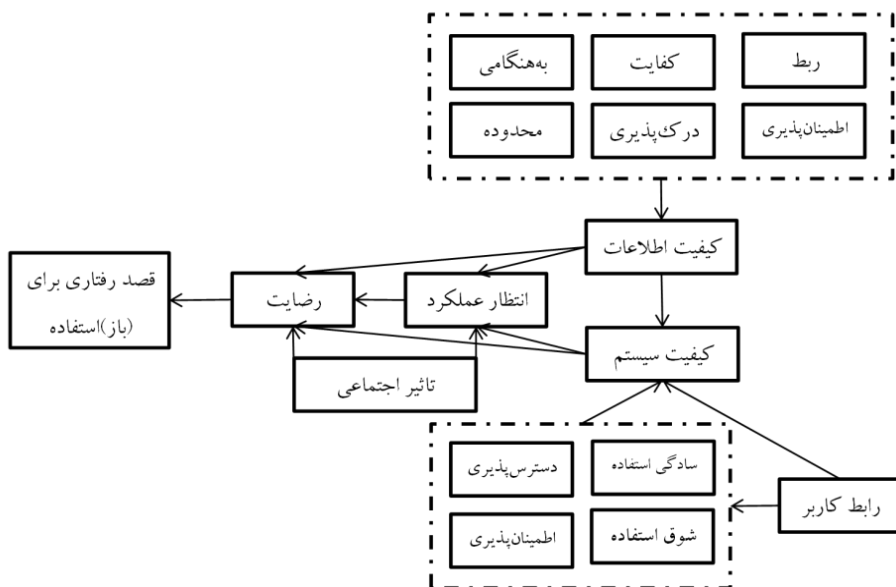 ربط
کفایت
به‌هنگامی
اطمینان‌پذیری
درک‌پذیری
محدوده
کیفیت اطلاعات
قصد رفتاری برای
(باز)استفاده
رضایت
انتظار عملکرد
کیفیت سیستم
تاثیر اجتماعی
سادگی استفاده
دسترس‌پذیری
رابط کاربر
شوق استفاده
اطمینان‌پذیری